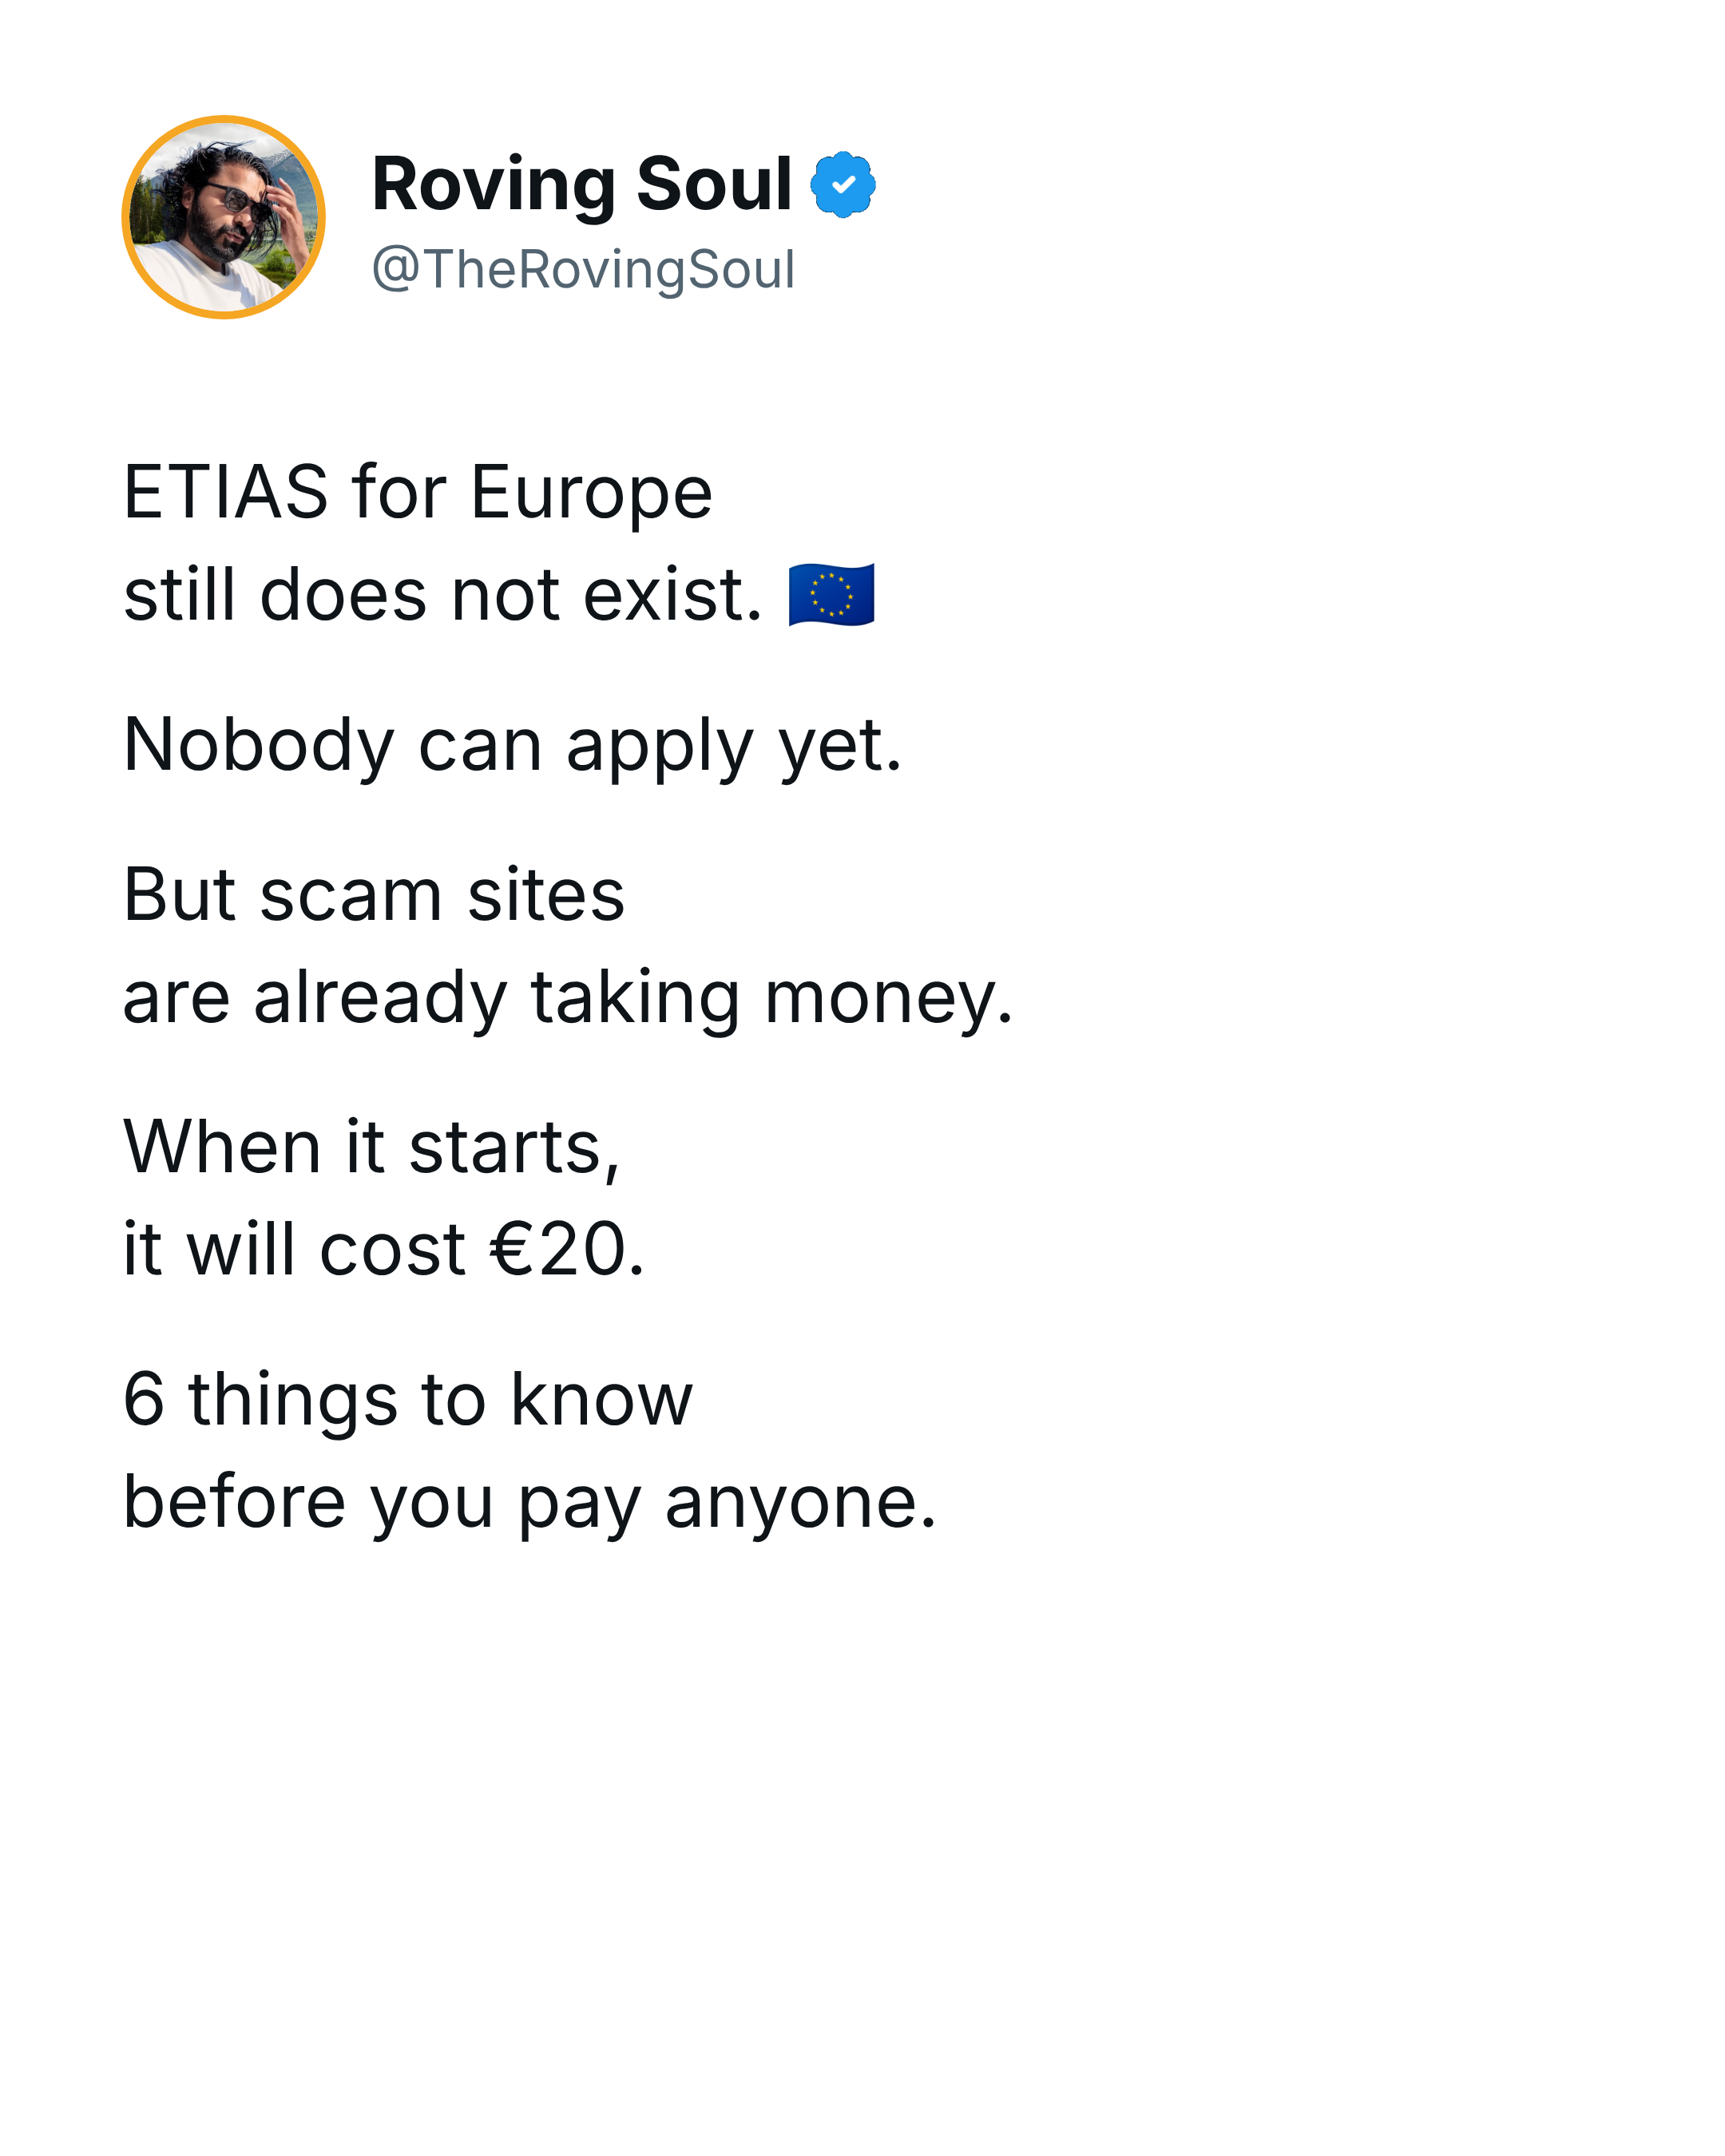 Roving Soul
@TheRovingSoul
ETIAS for Europe
still does not exist. 🇪🇺
Nobody can apply yet.
But scam sites
are already taking money.
When it starts,
it will cost €20.
6 things to know
before you pay anyone.